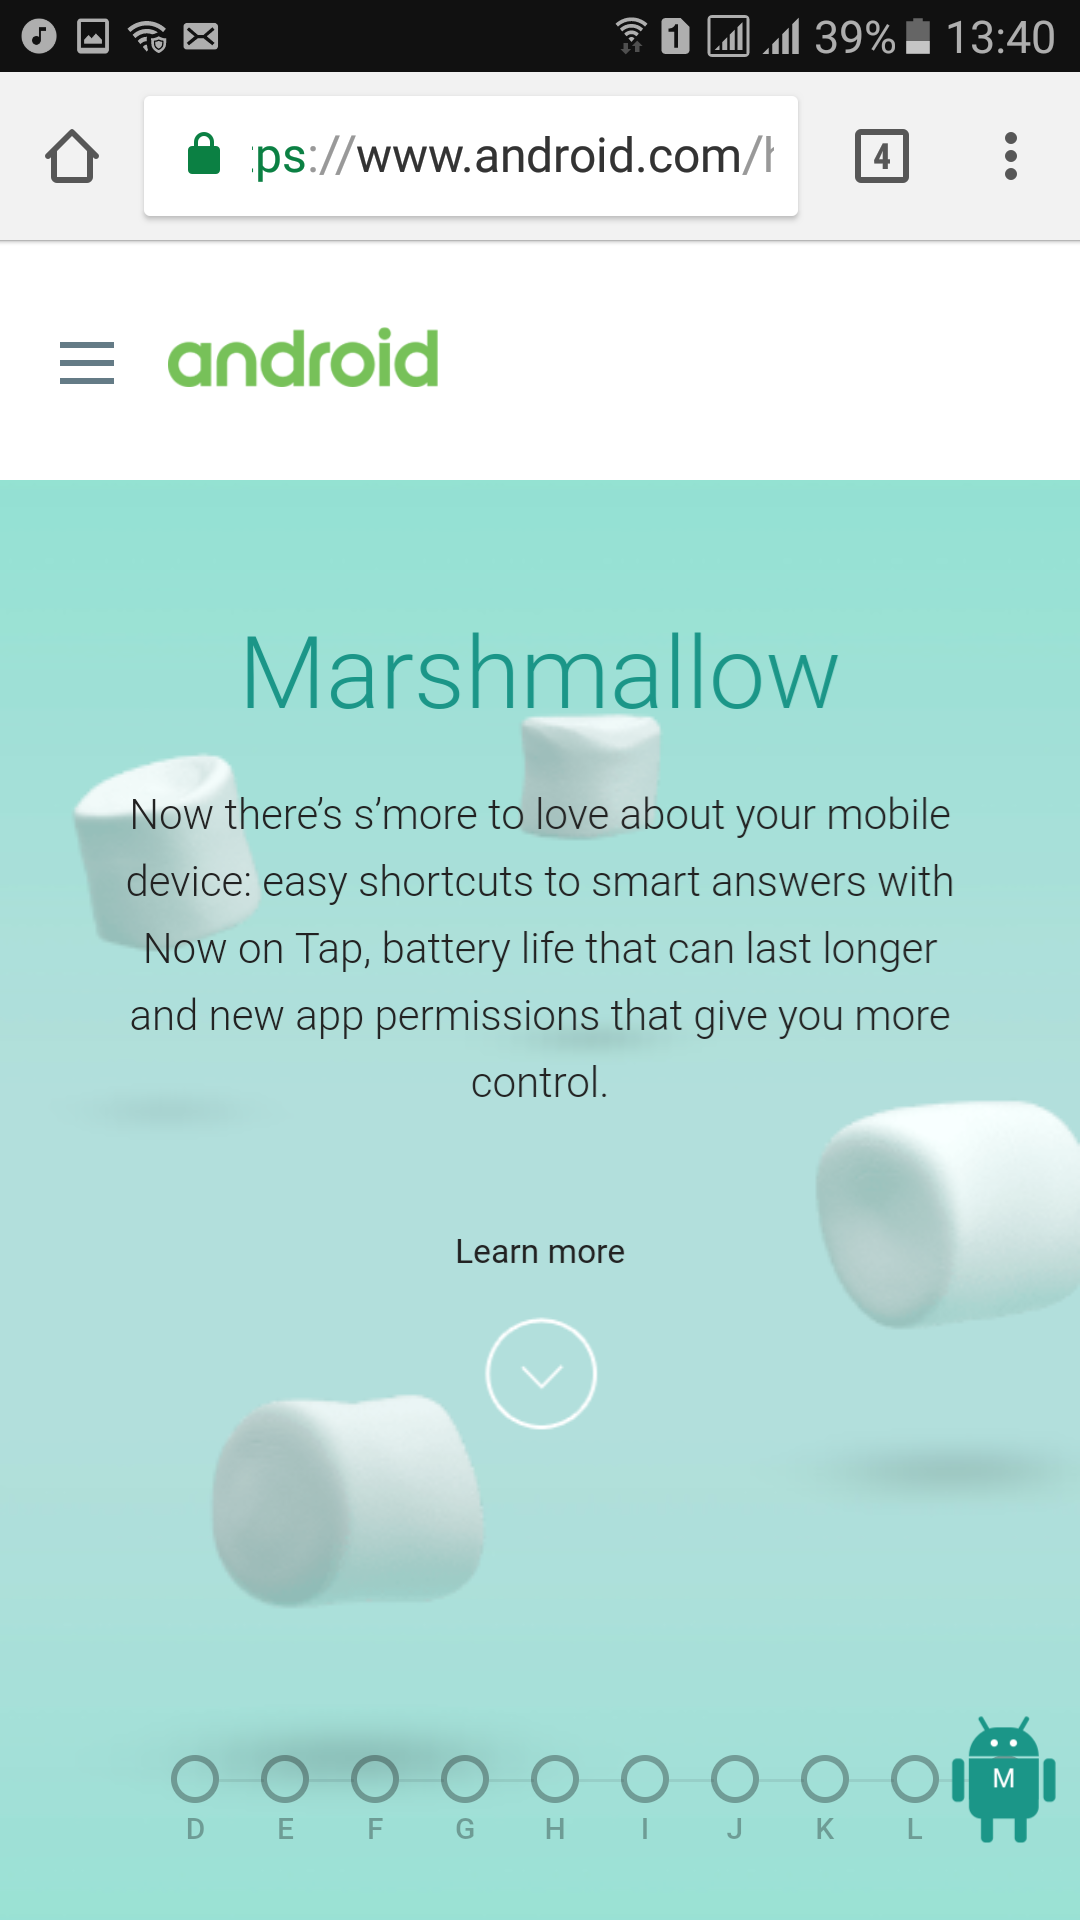 1 39% 13:40
tps://www.android.com/h
4
android
Marshmallow
Now there’s s’more to love about your mobile
device: easy shortcuts to smart answers with
Now on Tap, battery life that can last longer
and new app permissions that give you more
control.
Learn more
M
D E F G H I J K L